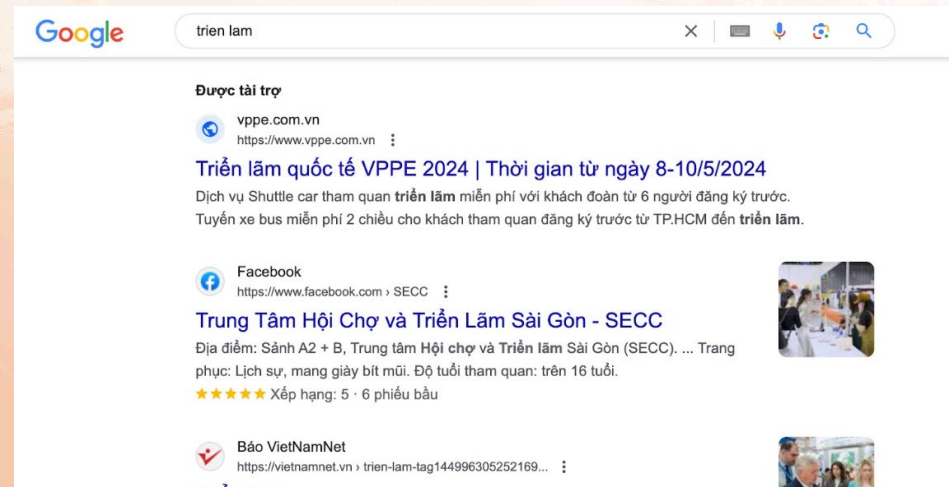 Google
trien lam
Được tài trợ
vppe.com.vn
https://www.vppe.com.vn
Triển lãm quốc tế VPPE 2024 | Thời gian từ ngày 8-10/5/2024
Dịch vụ Shuttle car tham quan triển lãm miễn phí với khách đoàn từ 6 người đăng ký trước.
Tuyến xe bus miễn phí 2 chiều cho khách tham quan đăng ký trước từ TP.HCM đến triển lãm.
Facebook
https://www.facebook.com › SECC
Trung Tâm Hội Chợ và Triển Lãm Sài Gòn - SECC
Địa điểm: Sảnh A2 + B, Trung tâm Hội chợ và Triển lãm Sài Gòn (SECC). ... Trang
phục: Lịch sự, mang giày bít mũi. Độ tuổi tham quan: trên 16 tuổi.
Xếp hạng: 5 · 6 phiếu bầu
Báo VietNamNet
https://vietnamnet.vn › trien-lam-tag144996305252169...